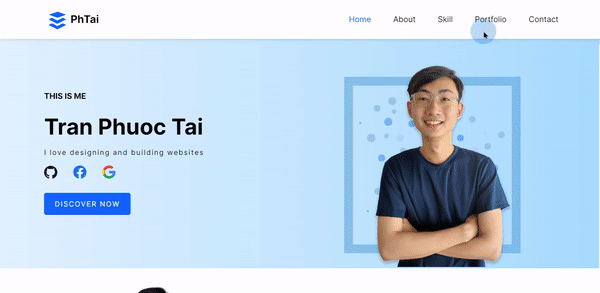 PhTai
Home About Skill Portfolio Contact
THIS IS ME
Tran Phuoc Tai
I love designing and building websites
DISCOVER NOW